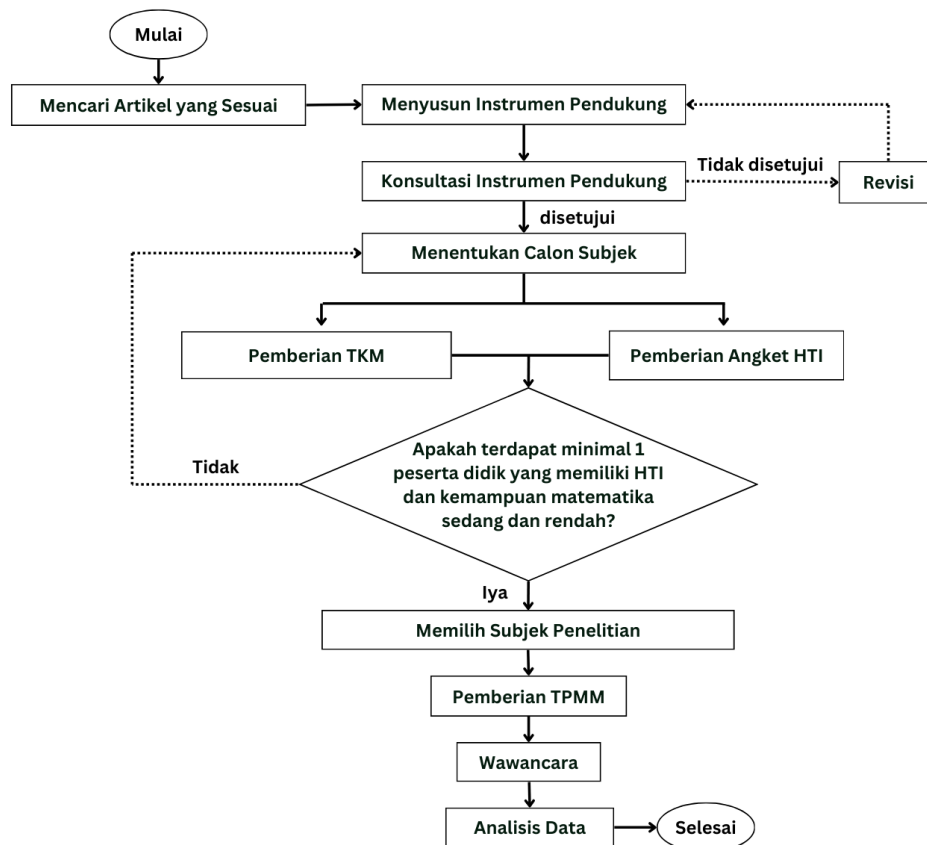 Mulai
Mencari Artikel yang Sesuai
Menyusun Instrumen Pendukung
Konsultasi Instrumen Pendukung
Tidak disetujui
Revisi
disetujui
Menentukan Calon Subjek
Pemberian TKM
Pemberian Angket HTI
Apakah terdapat minimal 1
peserta didik yang memiliki HTI
dan kemampuan matematika
sedang dan rendah?
Tidak
Iya
Memilih Subjek Penelitian
Pemberian TPMM
Wawancara
Analisis Data
Selesai